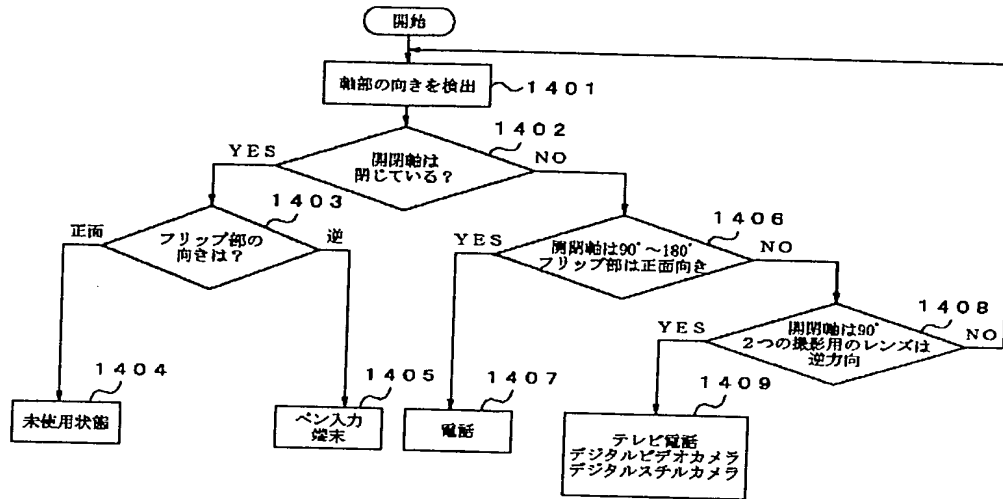 開始
軸部の向きを検出
1401
1402
YES
NO
開閉軸は
閉じている?
1403
正面
逆
フリップ部の
向きは?
1406
YES
NO
開閉軸は90°~180°
フリップ部は正面向き
1408
YES
NO
開閉軸は90°
2つの撮影用のレンズは
逆方向
1404
未使用状態
1405
ペン入力
端末
1407
電話
1409
テレビ電話
デジタルビデオカメラ
デジタルスチルカメラ